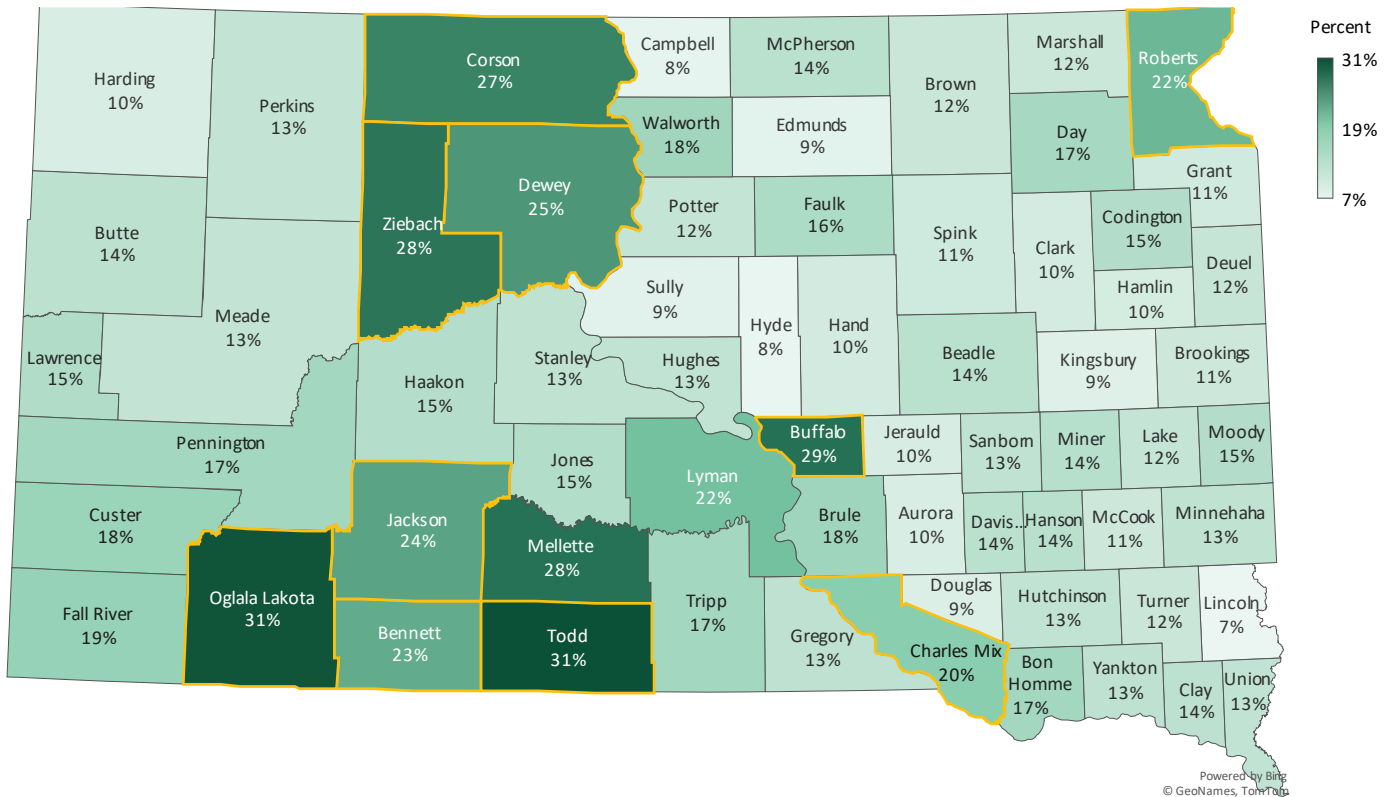 Percent
31%
19%
7%
Harding
10%
Perkins
13%
Corson
27%
Campbell
8%
McPherson
14%
Brown
12%
Marshall
12%
Roberts
22%
Walworth
18%
Edmunds
9%
Day
17%
Grant
11%
Butte
14%
Ziebach
28%
Dewey
25%
Potter
12%
Faulk
16%
Spink
11%
Clark
10%
Codington
15%
Hamlin
10%
Deuel
12%
Meade
13%
Sully
9%
Hyde
8%
Hand
10%
Lawrence
15%
Haakon
15%
Stanley
13%
Hughes
13%
Beadle
14%
Kingsbury
9%
Brookings
11%
Pennington
17%
Jones
15%
Lyman
22%
Buffalo
29%
Jerauld
10%
Sanborn
13%
Miner
14%
Lake
12%
Moody
15%
Custer
18%
Jackson
24%
Mellette
28%
Brule
18%
Aurora
10%
Davis...
14%
Hanson
14%
McCook
11%
Minnehaha
13%
Fall River
19%
Oglala Lakota
31%
Bennett
23%
Todd
31%
Tripp
17%
Gregory
13%
Douglas
9%
Charles Mix
20%
Hutchinson
13%
Turner
12%
Lincoln
7%
Bon
Homme
17%
Yankton
13%
Clay
14%
Union
13%
Powered by Bing
© GeoNames, TomTom